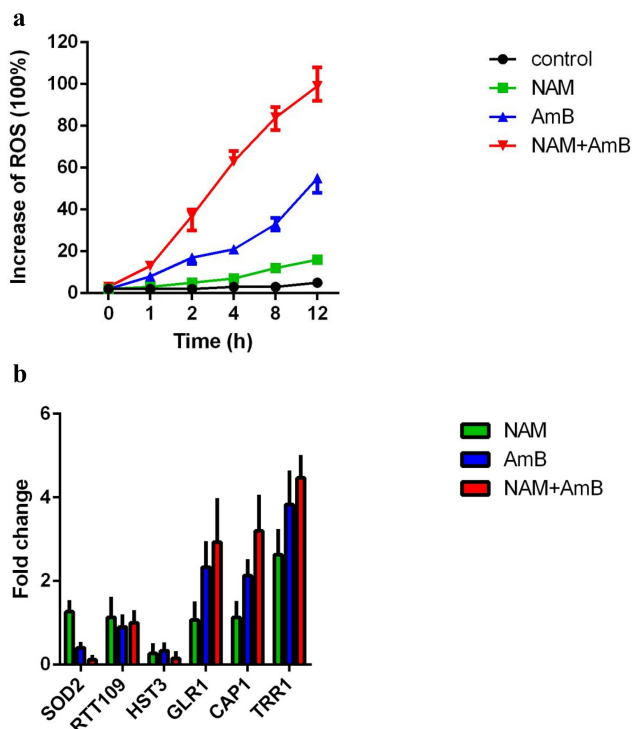 a
120
100
80
60
40
20
0
Increase of ROS (100%)
0 1 2 4 8 12
Time (h)
control
NAM
AmB
NAM+AmB
b
6
4
2
0
Fold change
SOD2
RTT109
HST3
GLR1
CAP1
TRR1
NAM
AmB
NAM+AmB